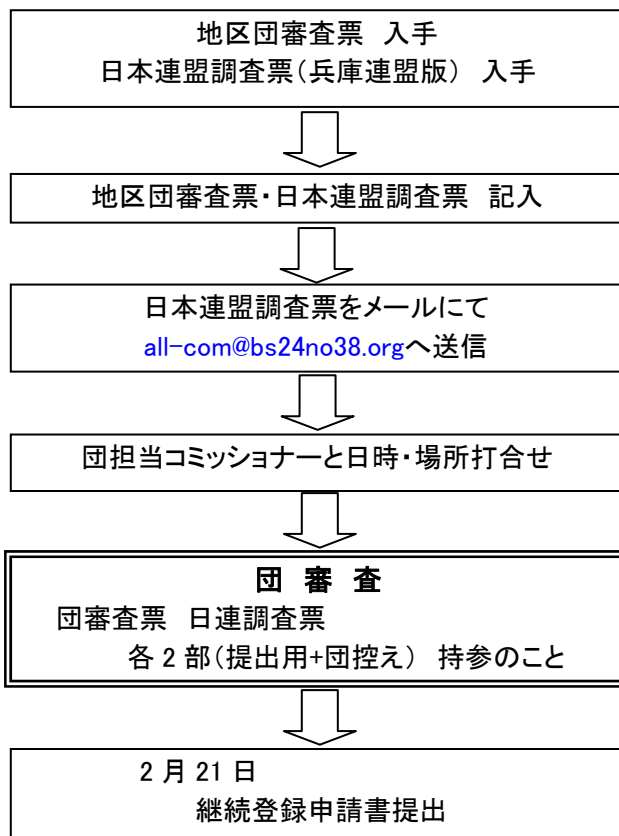 地区団審査票 入手
日本連盟調査票（兵庫連盟版） 入手
地区団審査票・日本連盟調査票 記入
日本連盟調査票をメールにて
all-com@bs24no38.orgへ送信
団担当コミッショナーと日時・場所打合せ
団 審 査
団審査票 日連調査票
各 2 部（提出用+団控え） 持参のこと
2 月 21 日
継続登録申請書提出